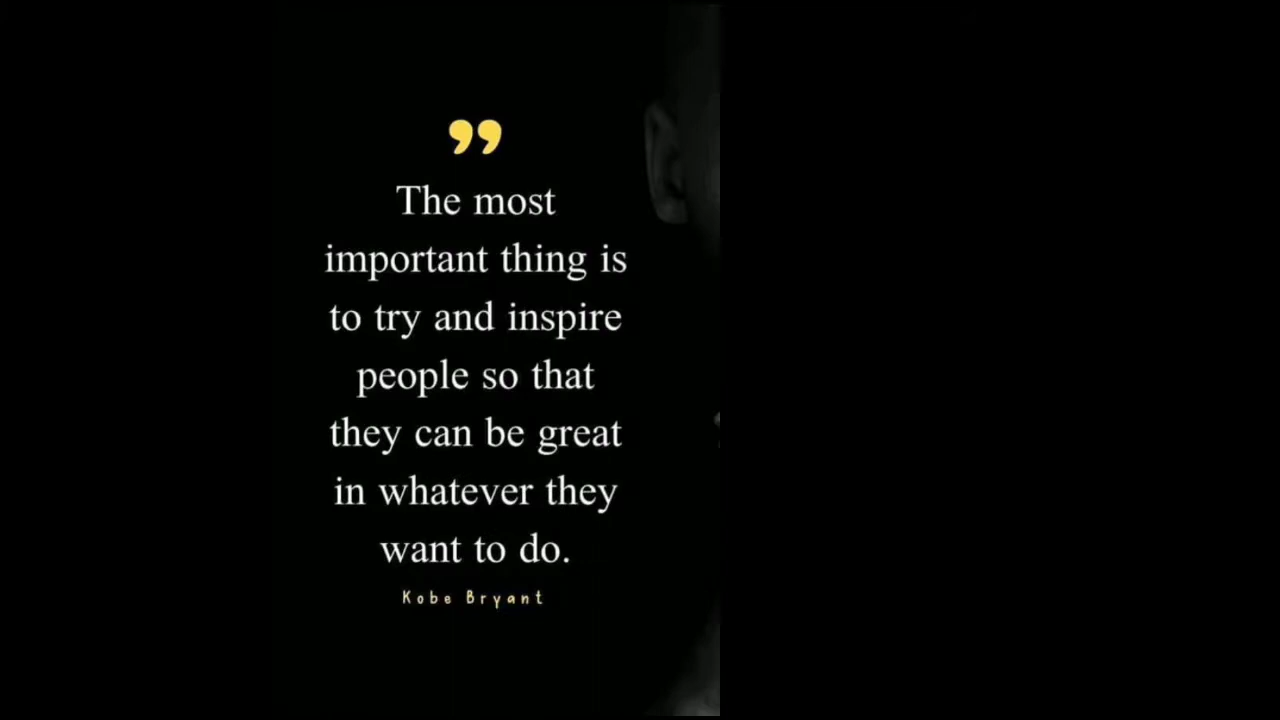 ”
The most
important thing is
to try and inspire
people so that
they can be great
in whatever they
want to do.
Kobe Bryant